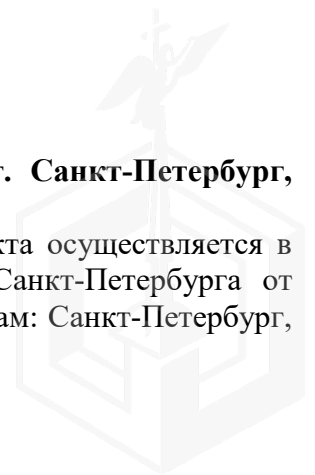 г. Санкт-Петербург,
кта осуществляется в
Санкт-Петербурга от
ам: Санкт-Петербург,